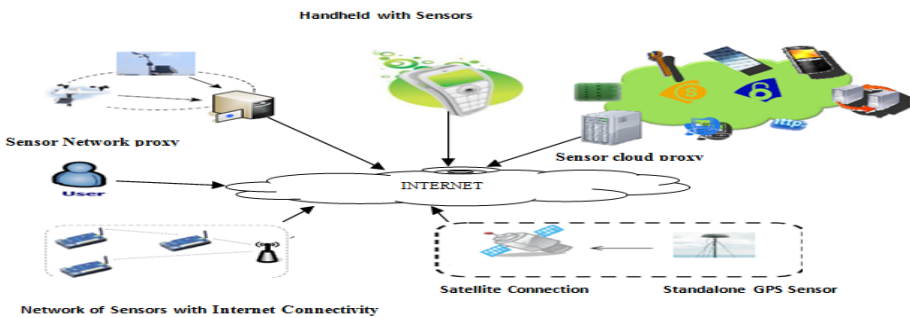 Handheld with Sensors
Sensor Network proxy
Sensor cloud proxy
http
User
INTERNET
Satellite Connection
Standalone GPS Sensor
Network of Sensors with Internet Connectivity